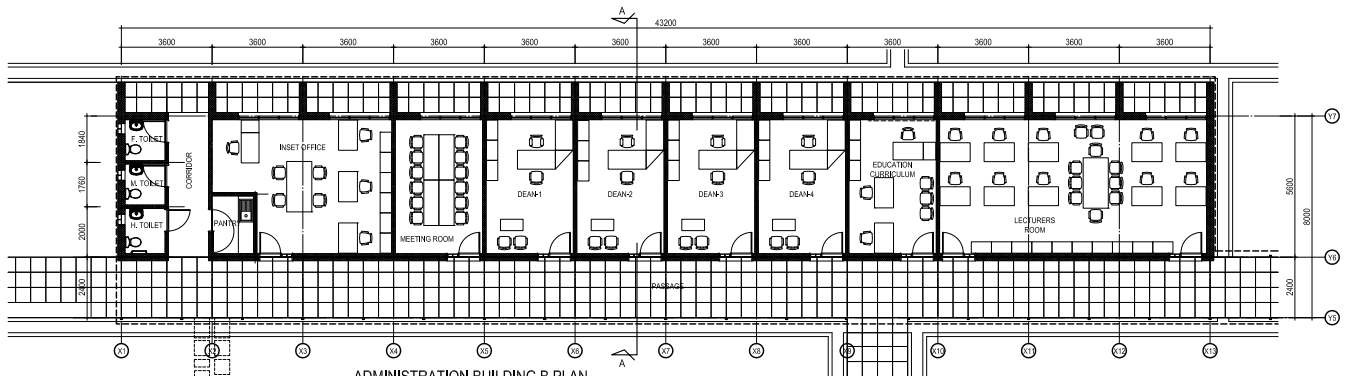 A
43200
3600 3600 3600 3600 3600 3600 3600 3600 3600 3600 3600 3600
Y7
1840
F. TOILET
INSET OFFICE
CORRIDOR
EDUCATION
CURRICULUM
1760
M. TOILET
DEAN-1
DEAN-2
DEAN-3
DEAN-4
5600
8000
2000
H. TOILET
PANTRY
MEETING ROOM
LECTURERS
ROOM
Y6
2400
PASSAGE
2400
Y5
X1 X2 X3 X4 X5 X6 X7 X8 X9 X10 X11 X12 X13
A
ADMINISTRATION BUILDING B PLAN